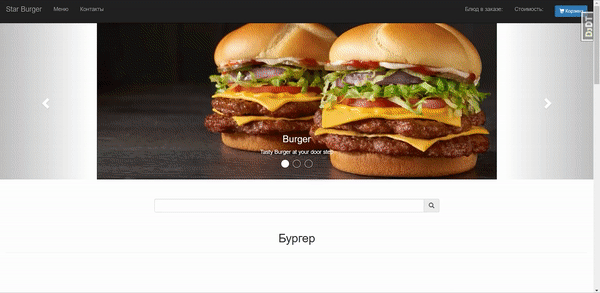 Star Burger Меню Контакты Блюд в заказе: Стоимость: Корзина
Burger
Tasty Burger at your door step
Бургер